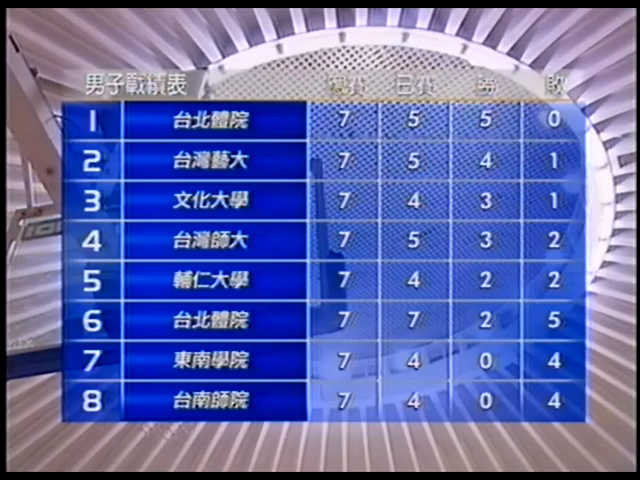 男子戰績表 應賽 已賽 勝 敗
1 台北體院 7 5 5 0
2 台灣藝大 7 5 4 1
3 文化大學 7 4 3 1
4 台灣師大 7 5 3 2
5 輔仁大學 7 4 2 2
6 台北體院 7 7 2 5
7 東南學院 7 4 0 4
8 台南師院 7 4 0 4